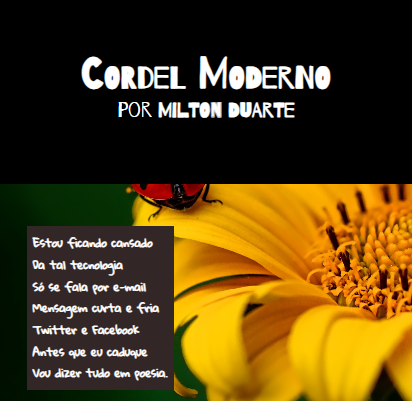 Cordel Moderno
por Milton Duarte
Estou ficando cansado
Da tal tecnologia
Só se fala por e-mail
Mensagem curta e fria
Twitter e Facebook
Antes que eu caduque
Vou dizer tudo em poesia.